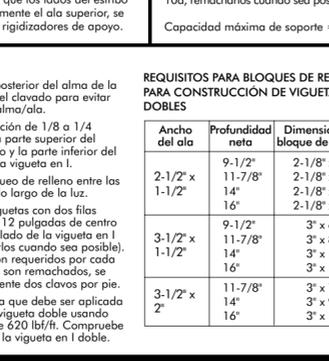 que los lados del estribo
mente el ala superior, se
rigidizadores de apoyo.
10d, remacharlos cuando sea pos
Capacidad máxima de soporte =
osterior del alma de la
el clavado para evitar
alma/ala.
ción de 1/8 a 1/4
parte superior del
o y la parte inferior del
a vigueta en I.
ueo de relleno entre las
o largo de la luz.
guetas con dos filas
12 pulgadas de centro
lado de la vigueta en I
rlos cuando sea posible).
on requeridos por cada
son remachados, se
ente dos clavos por pie.
a que debe ser aplicada
vigueta doble usando
e 620 lbf/ft. Compruebe
la vigueta en I doble.
REQUISITOS PARA BLOQUES DE RE
PARA CONSTRUCCIÓN DE VIGUETA
DOBLES
Ancho del ala Profundidad neta Dimensio bloque de
2-1/2" x 1-1/2"
9-1/2" 2-1/8"
11-7/8" 2-1/8"
14" 2-1/8"
16" 2-1/8"
3-1/2" x 1-1/2"
9-1/2" 3" x
11-7/8" 3" x
14" 3" x
16" 3" x
3-1/2" x 2"
11-7/8" 3" x
14" 3" x
16" 3" x